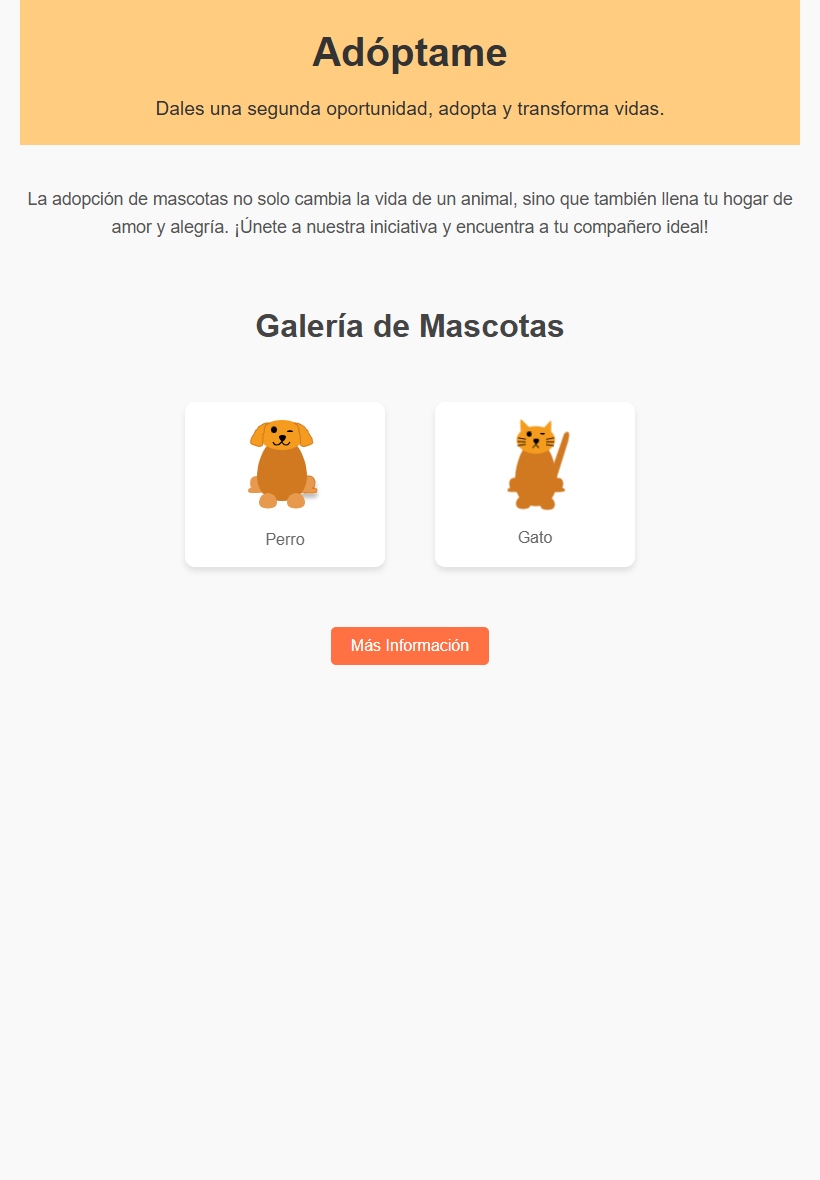 Adóptame
Dales una segunda oportunidad, adopta y transforma vidas.
La adopción de mascotas no solo cambia la vida de un animal, sino que también llena tu hogar de
amor y alegría. ¡Únete a nuestra iniciativa y encuentra a tu compañero ideal!
Galería de Mascotas
Perro
Gato
Más Información